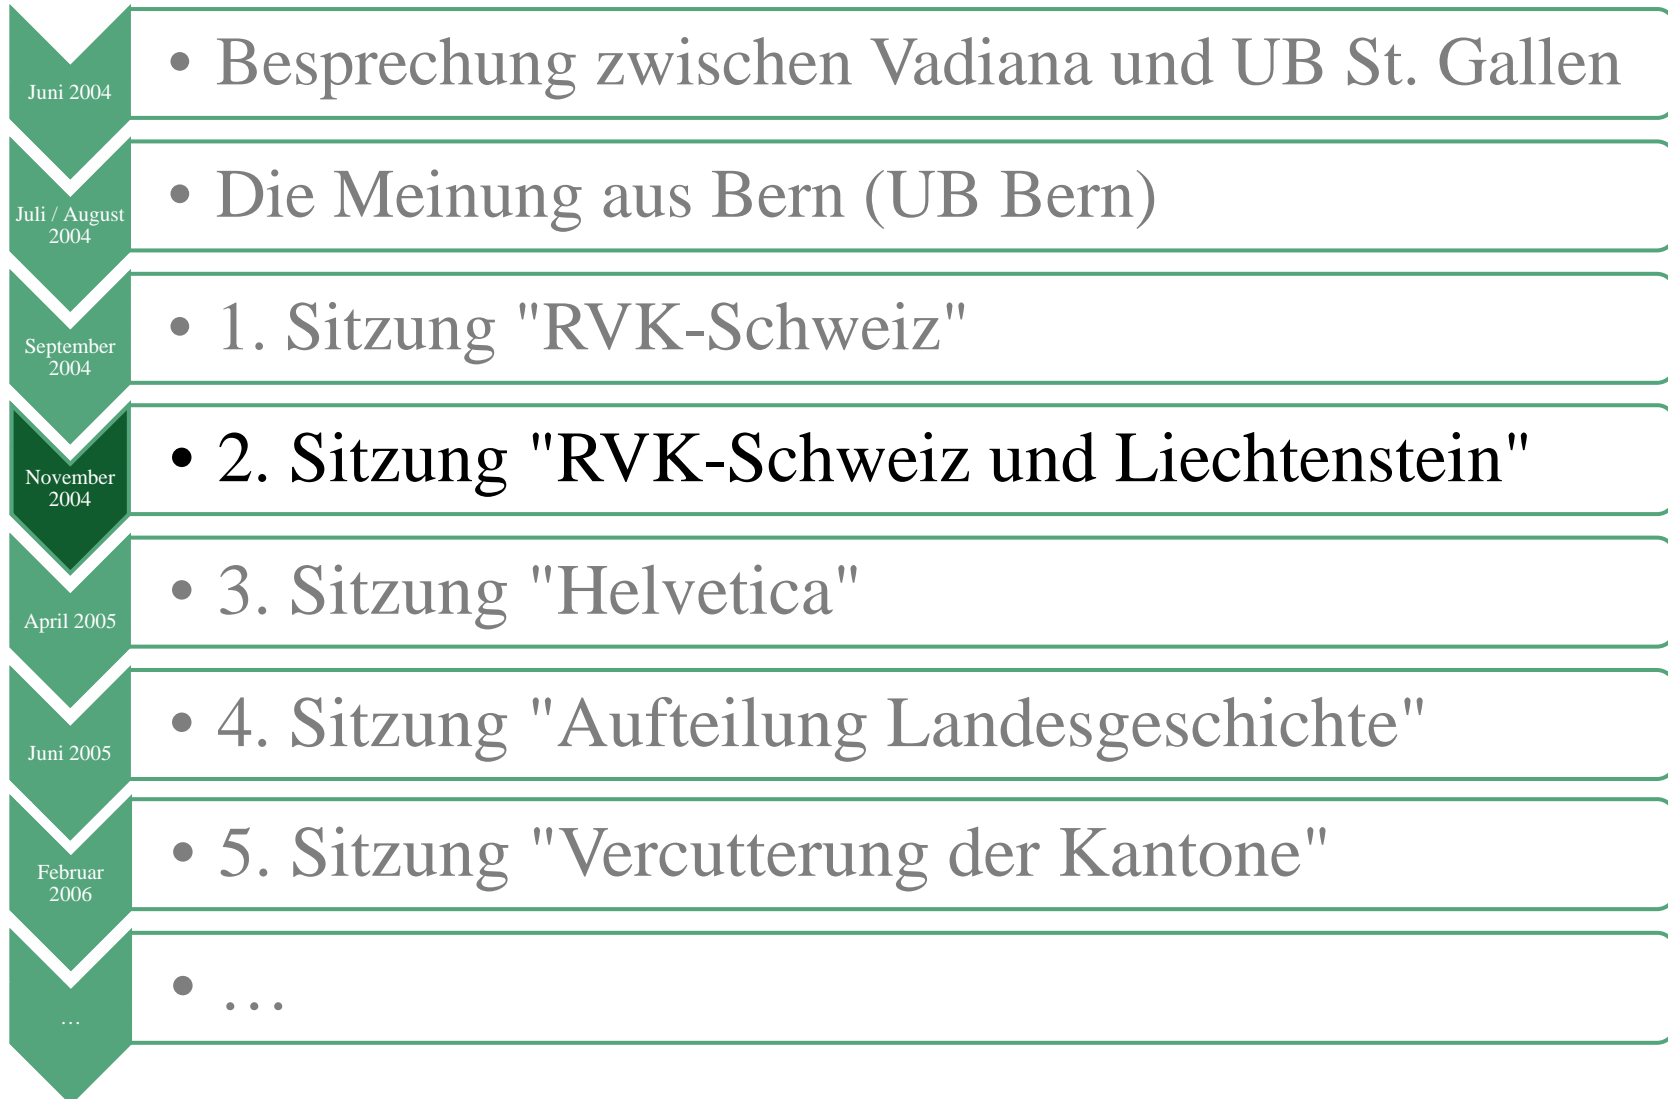 Juni 2004
• Besprechung zwischen Vadiana und UB St. Gallen
Juli / August
2004
• Die Meinung aus Bern (UB Bern)
September
2004
• 1. Sitzung "RVK-Schweiz"
November
2004
• 2. Sitzung "RVK-Schweiz und Liechtenstein"
April 2005
• 3. Sitzung "Helvetica"
Juni 2005
• 4. Sitzung "Aufteilung Landesgeschichte"
Februar
2006
• 5. Sitzung "Vercutterung der Kantone"
…
• …